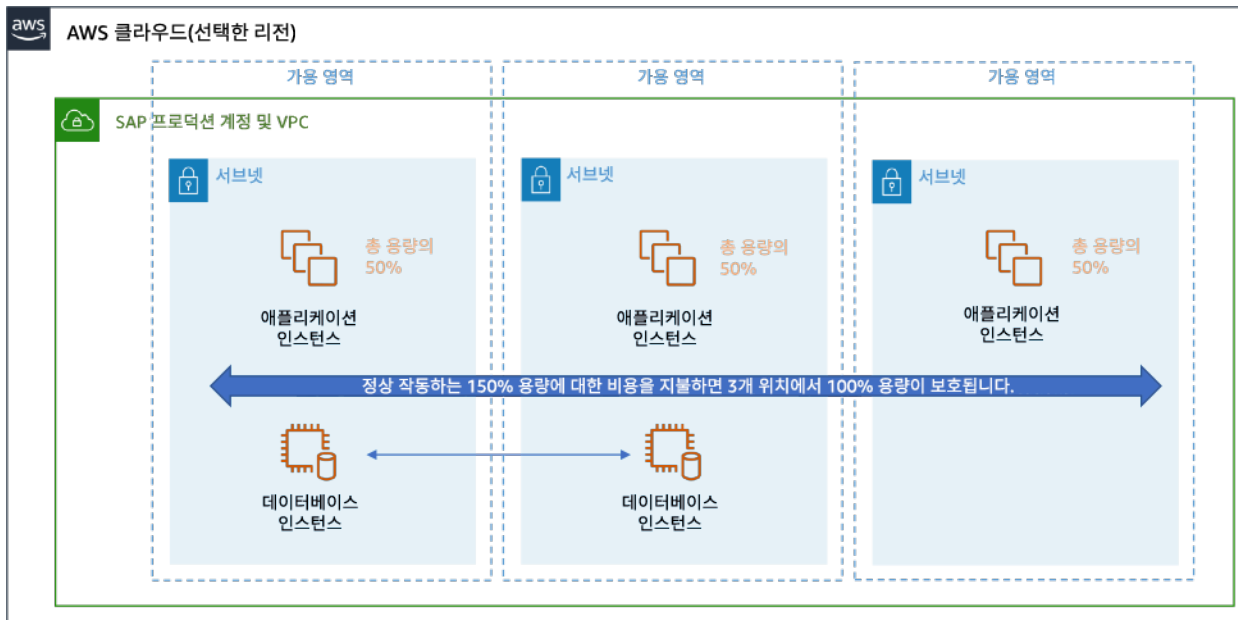 aws
AWS 클라우드(선택한 리전)
가용 영역
가용 영역
가용 영역
SAP 프로덕션 계정 및 VPC
서브넷
서브넷
서브넷
총 용량의
50%
총 용량의
50%
총 용량의
50%
애플리케이션
인스턴스
애플리케이션
인스턴스
애플리케이션
인스턴스
정상 작동하는 150% 용량에 대한 비용을 지불하면 3개 위치에서 100% 용량이 보호됩니다.
데이터베이스
인스턴스
데이터베이스
인스턴스